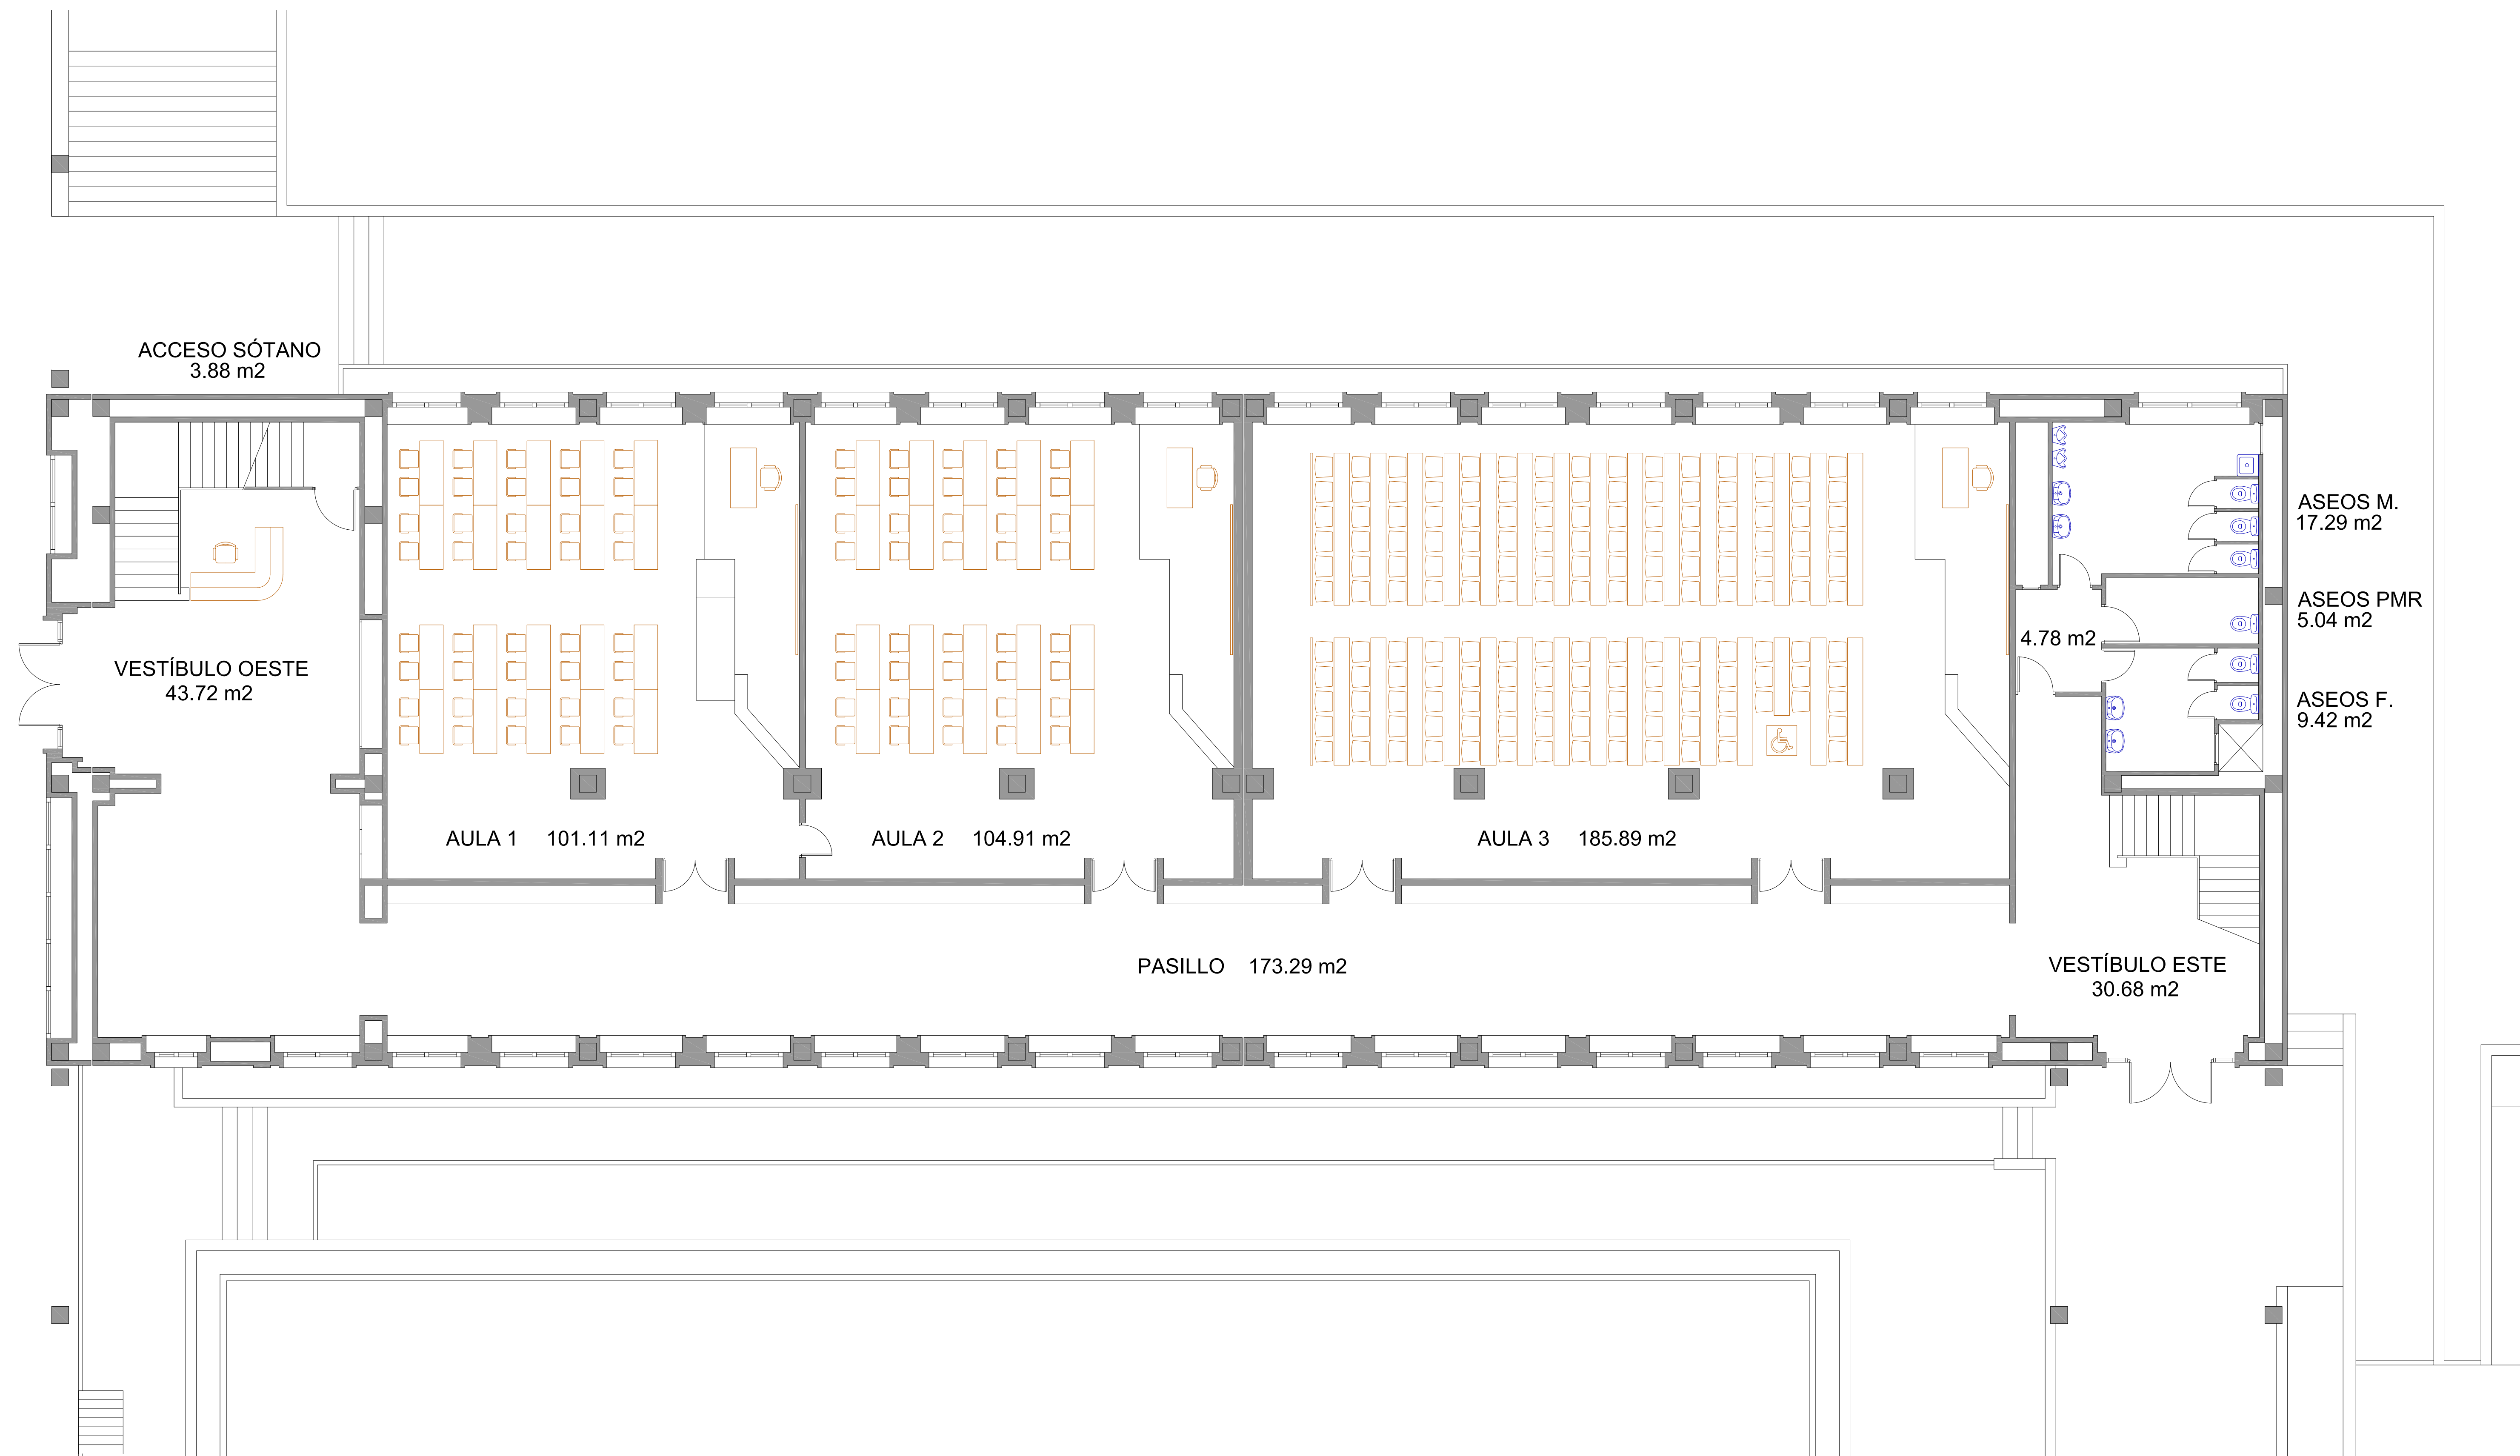 ACCESO SÓTANO
3.88 m2
ASEOS M.
17.29 m2
ASEOS PMR
5.04 m2
4.78 m2
VESTÍBULO OESTE
43.72 m2
ASEOS F.
9.42 m2
AULA 1 101.11 m2
AULA 2 104.91 m2
AULA 3 185.89 m2
PASILLO 173.29 m2
VESTÍBULO ESTE
30.68 m2